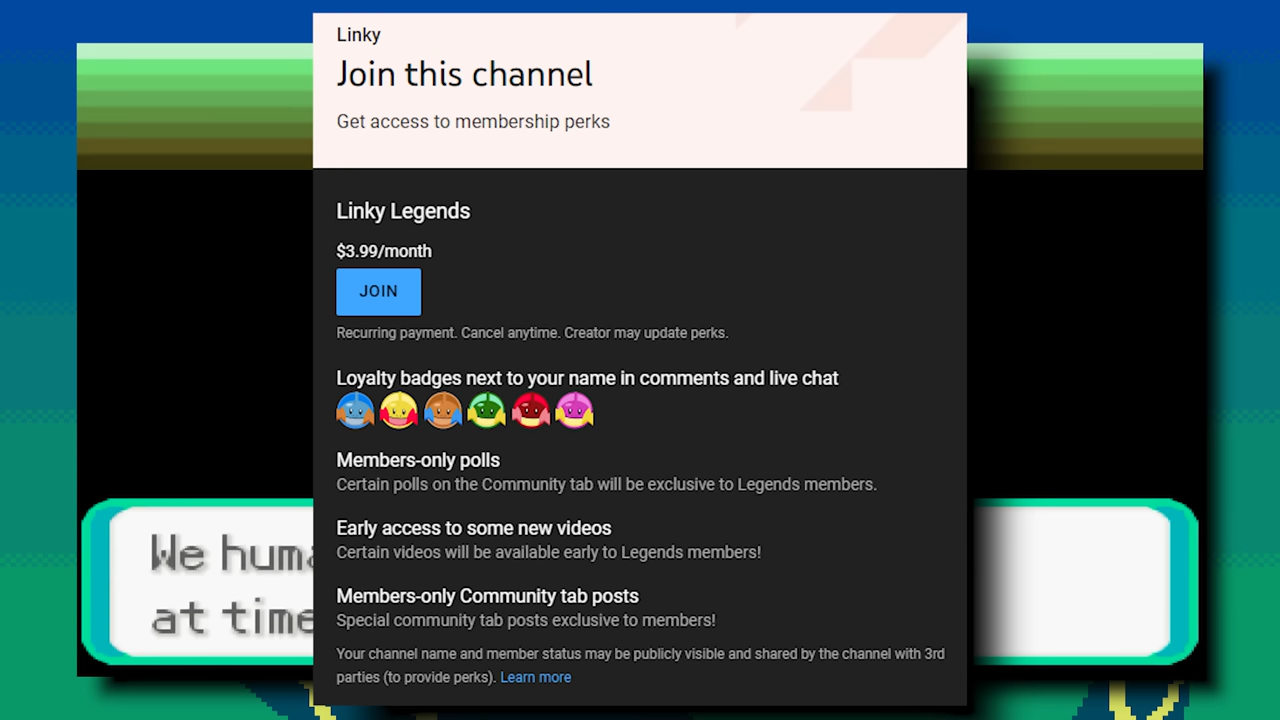 Linky
Join this channel
Get access to membership perks
Linky Legends
$3.99/month
JOIN
Recurring payment. Cancel anytime. Creator may update perks.
Loyalty badges next to your name in comments and live chat
Members-only polls
Certain polls on the Community tab will be exclusive to Legends members.
Early access to some new videos
Certain videos will be available early to Legends members!
Members-only Community tab posts
Special community tab posts exclusive to members!
Your channel name and member status may be publicly visible and shared by the channel with 3rd
parties (to provide perks). Learn more
We
at